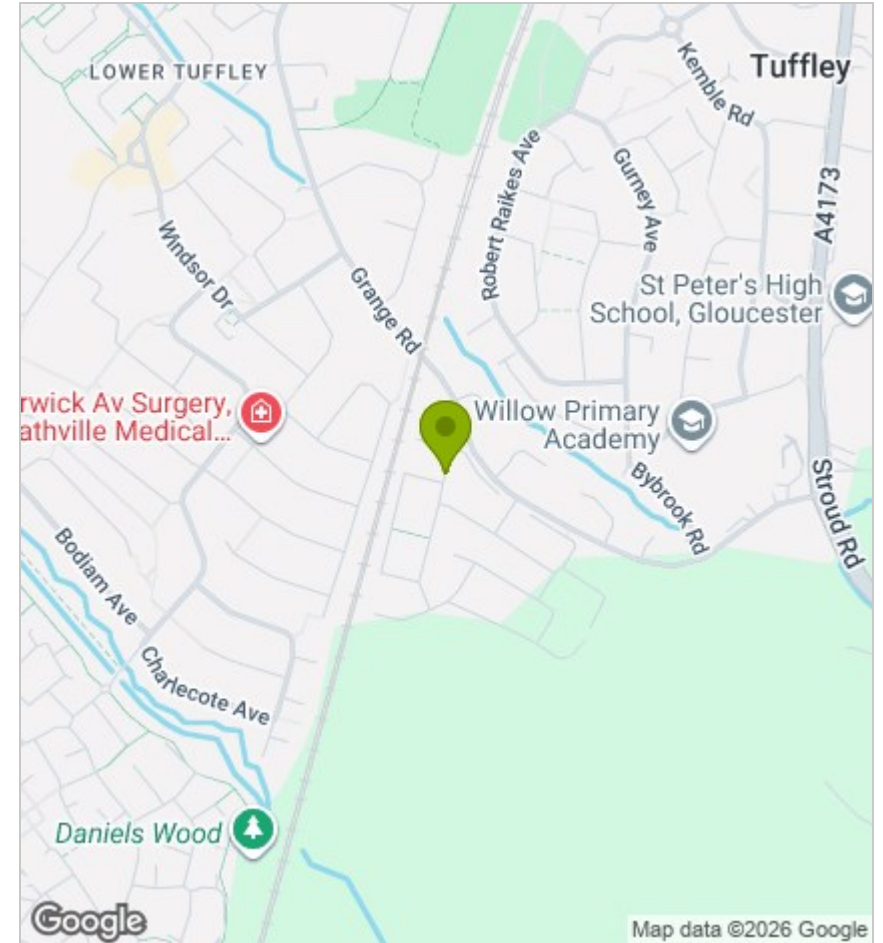 LOWER TUFFLEY
Tuffley
Kemble Rd
A4173
Robert Raikes Ave
Gurney Ave
Windsor Dr
Grange Rd
St Peter's High
School, Gloucester
rwick Av Surgery,
athville Medical...
Willow Primary
Academy
Bybrook Rd
Stroud Rd
Bodiam Ave
Charlecote Ave
Daniels Wood
Google
Map data ©2026 Google